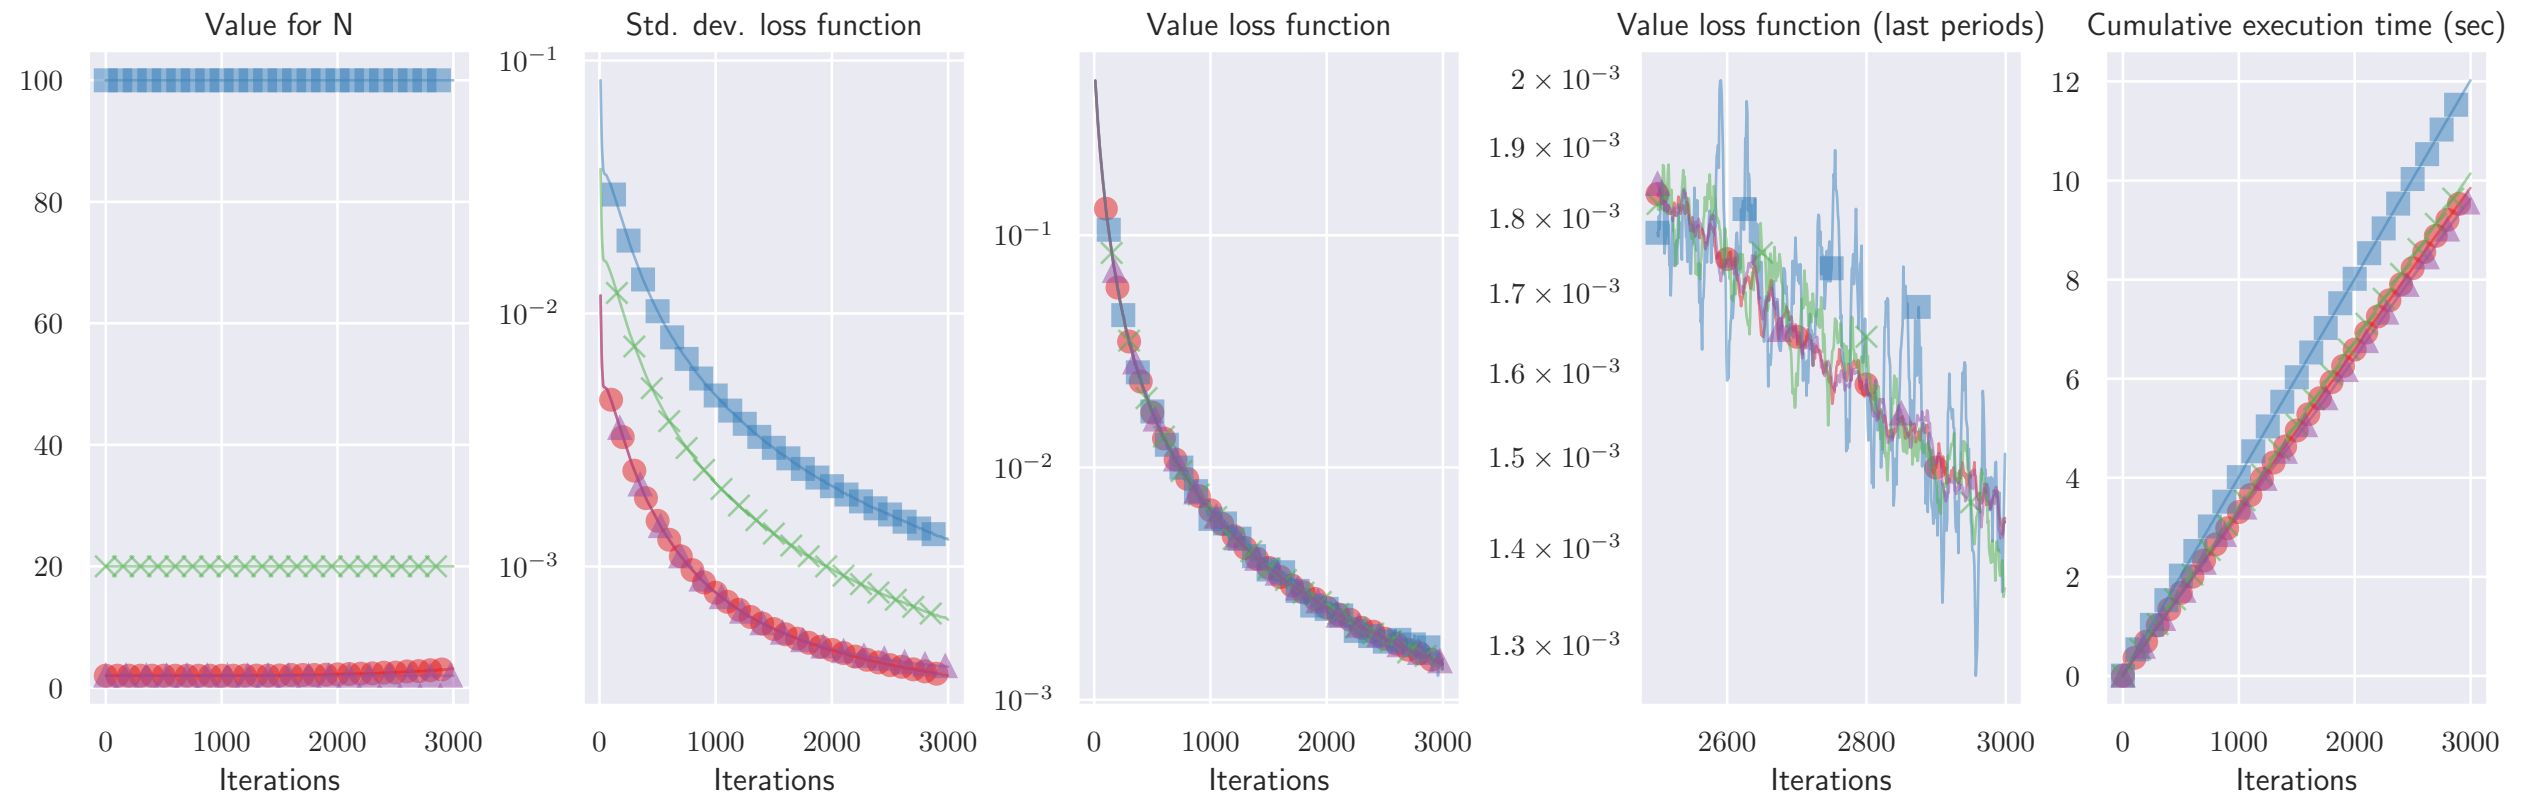 Value for N
100
80
60
40
20
0
0 1000 2000 3000
Iterations
Std. dev. loss function
10⁻¹
10⁻²
10⁻³
0 1000 2000 3000
Iterations
Value loss function
10⁻¹
10⁻²
10⁻³
0 1000 2000 3000
Iterations
Value loss function (last periods)
2 × 10⁻³
1.9 × 10⁻³
1.8 × 10⁻³
1.7 × 10⁻³
1.6 × 10⁻³
1.5 × 10⁻³
1.4 × 10⁻³
1.3 × 10⁻³
2600 2800 3000
Iterations
Cumulative execution time (sec)
12
10
8
6
4
2
0
0 1000 2000 3000
Iterations